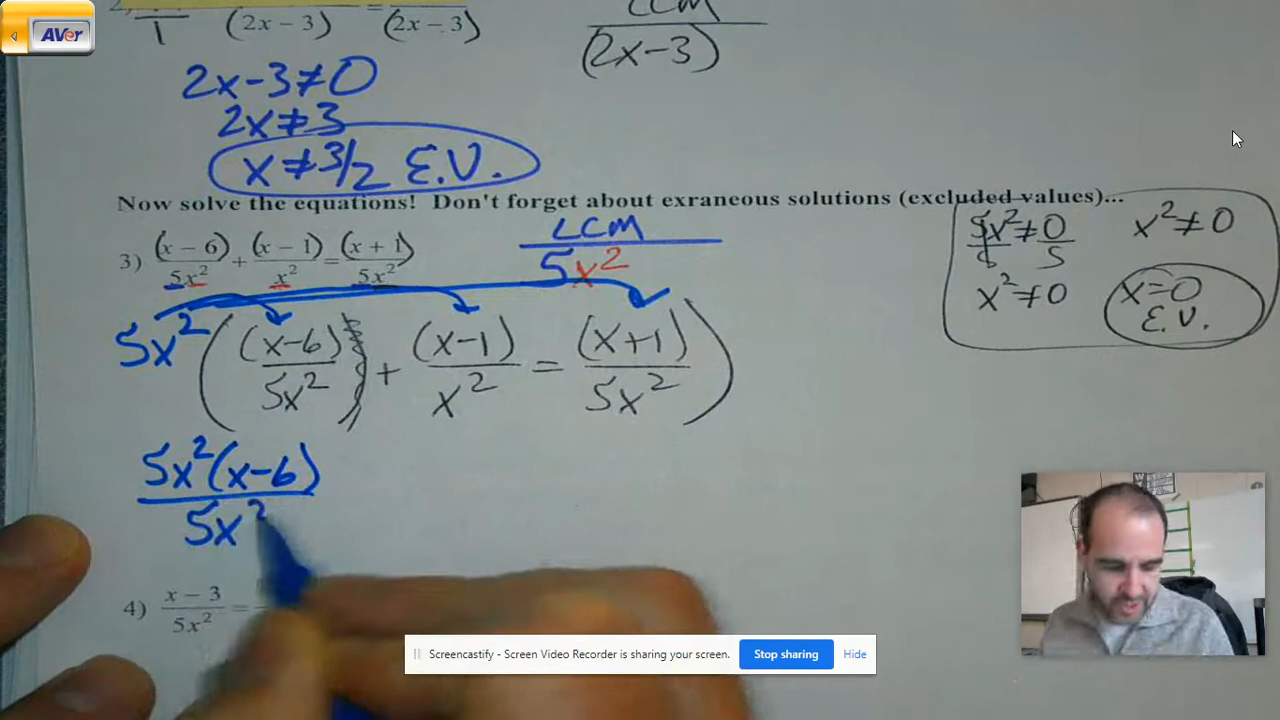 AVer
1 (2x − 3) = (2x − 3)
LCM
(2x−3)
2x−3≠0
2x≠3
x≠3/2 E.V.
Now solve the equations! Don't forget about exraneous solutions (excluded values)...
3) (x − 6)/5x² + (x − 1)/x² = (x + 1)/5x²
LCM
5x²
5x²≠0
5 5
x²≠0
x²≠0
x=0
E.V.
5x² ((x−6)/5x² + (x−1)/x² = (x+1)/5x²)
5x²(x−6)
5x²
4) x − 3/5x² =
Screencastify - Screen Video Recorder is sharing your screen. Stop sharing Hide